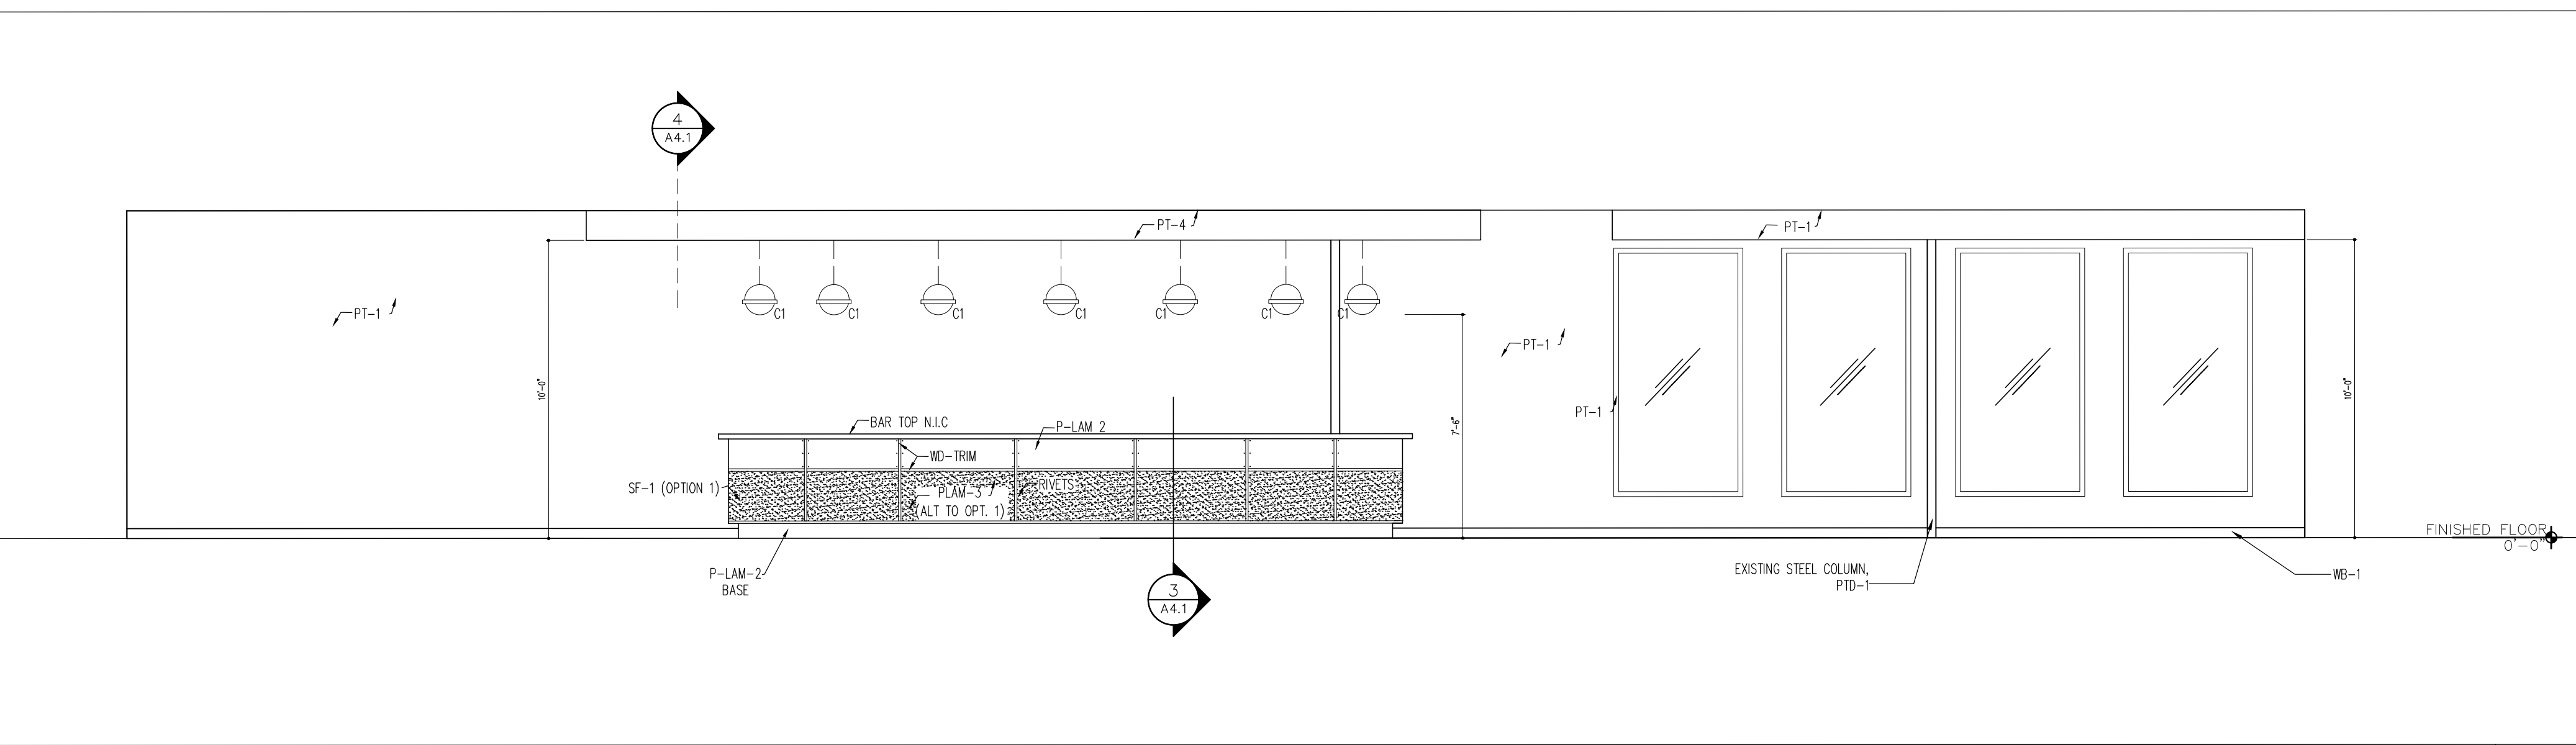 4
A4.1
PT-4
PT-1
PT-1
C1
C1
C1
C1
C1
C1
C1
PT-1
10'-0"
10'-0"
7'-6"
PT-1
BAR TOP N.I.C
P-LAM 2
WD-TRIM
SF-1 (OPTION 1)
PLAM-3
(ALT TO OPT. 1)
RIVETS
FINISHED FLOOR
0'-0"
P-LAM-2
BASE
EXISTING STEEL COLUMN,
PTD-1
WB-1
3
A4.1